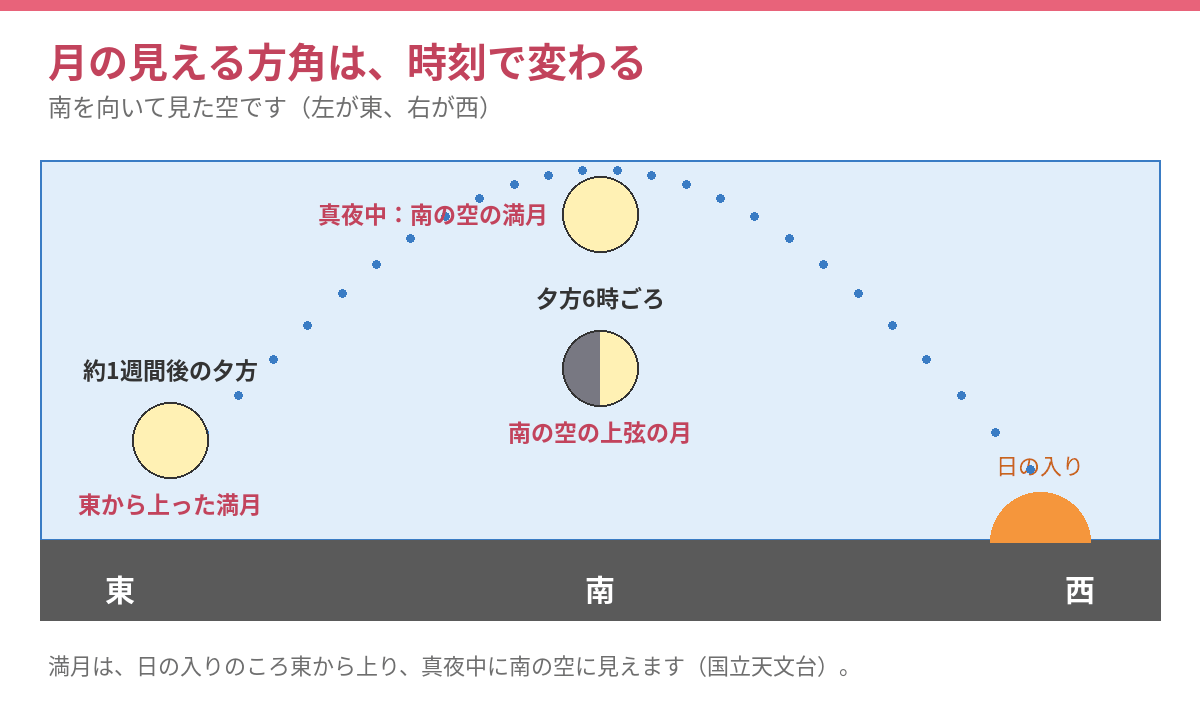 月の見える方角は、時刻で変わる
南を向いて見た空です（左が東、右が西）
真夜中：南の空の満月
夕方6時ごろ
約1週間後の夕方
南の空の上弦の月
日の入り
東から上った満月
東
南
西
満月は、日の入りのころ東から上り、真夜中に南の空に見えます（国立天文台）。